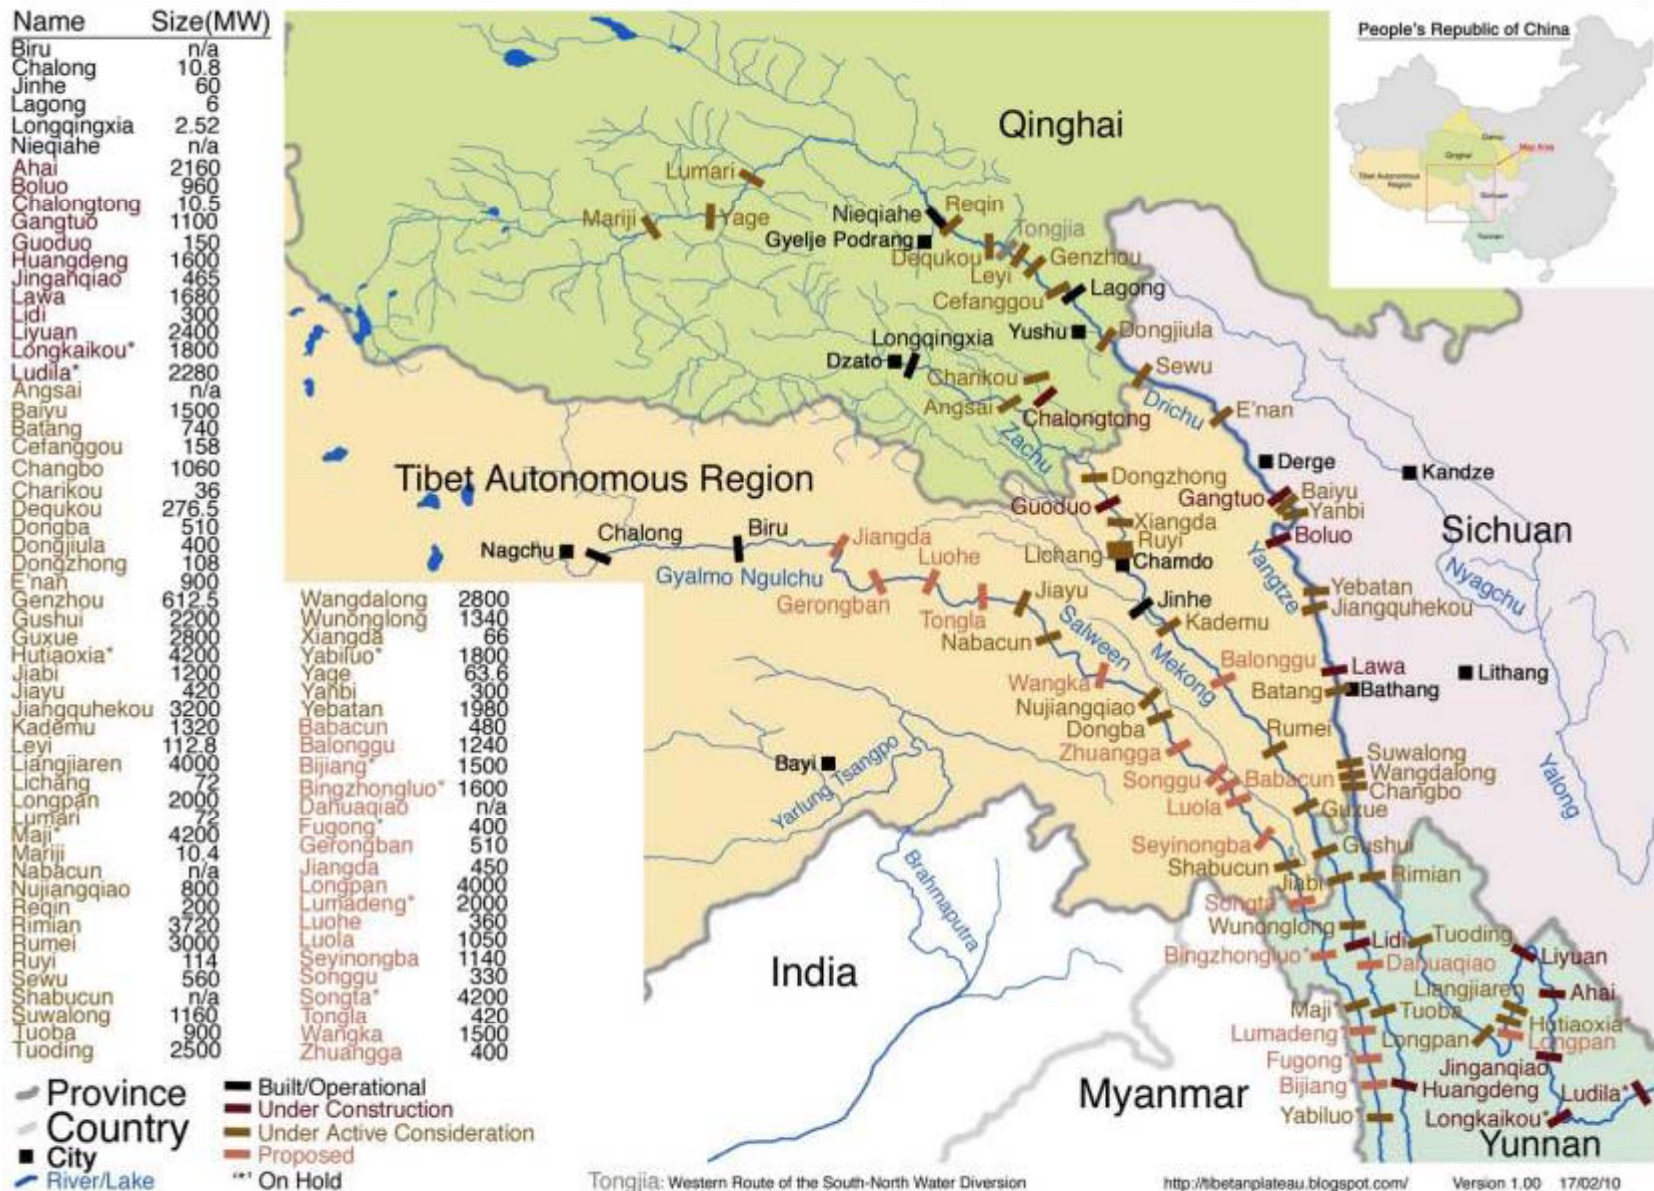 Name Size(MW)
Biru n/a
Chalong 10.8
Jinhe 60
Lagong 6
Longqingxia 2.52
Nieqiahe n/a
Ahai 2160
Boluo 960
Chalongtong 10.5
Gangtuo 1100
Guoduo 150
Huangdeng 1600
Jinganqiao 465
Lawa 1680
Lidi 300
Liyuan 2400
Longkaikou* 1800
Ludila* 2280
Angsai n/a
Baiyu 1500
Batang 740
Cefanggou 158
Changbo 1060
Charikou 36
Dequkou 276.5
Dongba 510
Dongjiula 400
Dongzhong 108
E'nan 900
Genzhou 612.5
Gushui 2200
Guxue 2800
Hutiaoxia* 4200
Jiabi 1200
Jiayu 420
Jiangquhekou 3200
Kademu 1320
Leyi 112.8
Liangjiaren 4000
Lichang 72
Longpan 2000
Lumari 72
Maji* 4200
Mariji 10.4
Nabacun n/a
Nujiangqiao 800
Reqin 200
Rimian 3720
Rumei 3000
Ruyi 114
Sewu 560
Shabucun n/a
Suwalong 1160
Tuoba 900
Tuoding 2500
Wangdalong 2800
Wunonglong 1340
Xiangda 66
Yabiluo* 1800
Yage 63.6
Yanbi 300
Yebatan 1980
Babacun 480
Balonggu 1240
Bijiang* 1500
Bingzhongluo* 1600
Dahuaqiao n/a
Fugong* 400
Gerongban 510
Jiangda 450
Longpan 4000
Lumadeng* 2000
Luohe 360
Luola 1050
Seyinongba 1140
Songgu 330
Songta* 4200
Tongla 420
Wangka 1500
Zhuangga 400
Province
Country
City
River/Lake
Built/Operational
Under Construction
Under Active Consideration
Proposed
'*' On Hold
People's Republic of China
Gansu
Qinghai
Map Area
Tibet Autonomous
Region
Sichuan
Yunnan
Qinghai
Lumari
Mariji
Yage
Nieqiahe
Reqin
Gyelje Podrang
Tongjia
Dequkou
Genzhou
Leyi
Cefanggou
Lagong
Longqingxia
Yushu
Dongjiula
Dzato
Charikou
Sewu
Angsai
Chalongtong
Drichu
E'nan
Zachu
Derge
Kandze
Tibet Autonomous Region
Dongzhong
Gangtuo
Baiyu
Guoduo
Yanbi
Xiangda
Boluo
Sichuan
Chalong
Biru
Jiangda
Ruyi
Nagchu
Luohe
Lichang
Chamdo
Gyalmo Ngulchu
Gerongban
Yangtze
Nyagchu
Jiayu
Jinhe
Yebatan
Jiangquhekou
Tongla
Salween
Kademu
Nabacun
Mekong
Balonggu
Lawa
Lithang
Wangka
Batang
Bathang
Nujiangqiao
Dongba
Rumei
Zhuangga
Suwalong
Bayi
Yarlung Tsangpo
Songgu
Babacun
Wangdalong
Changbo
Yalong
Luola
Guxue
Seyinongba
Gushui
Brahmaputra
Shabucun
Jiabi
Rimian
Songta
Wunonglong
Lidi
Tuoding
Bingzhongluo*
Dahuaqiao
Liyuan
India
Liangjiaren
Ahai
Maji
Tuoba
Hutiaoxia*
Lumadeng*
Longpan
Longpan
Fugong*
Jinganqiao
Myanmar
Bijiang*
Huangdeng
Ludila*
Yabiluo*
Longkaikou*
Yunnan
Tongjia: Western Route of the South-North Water Diversion
http://tibetanplateau.blogspot.com/ Version 1.00 17/02/10